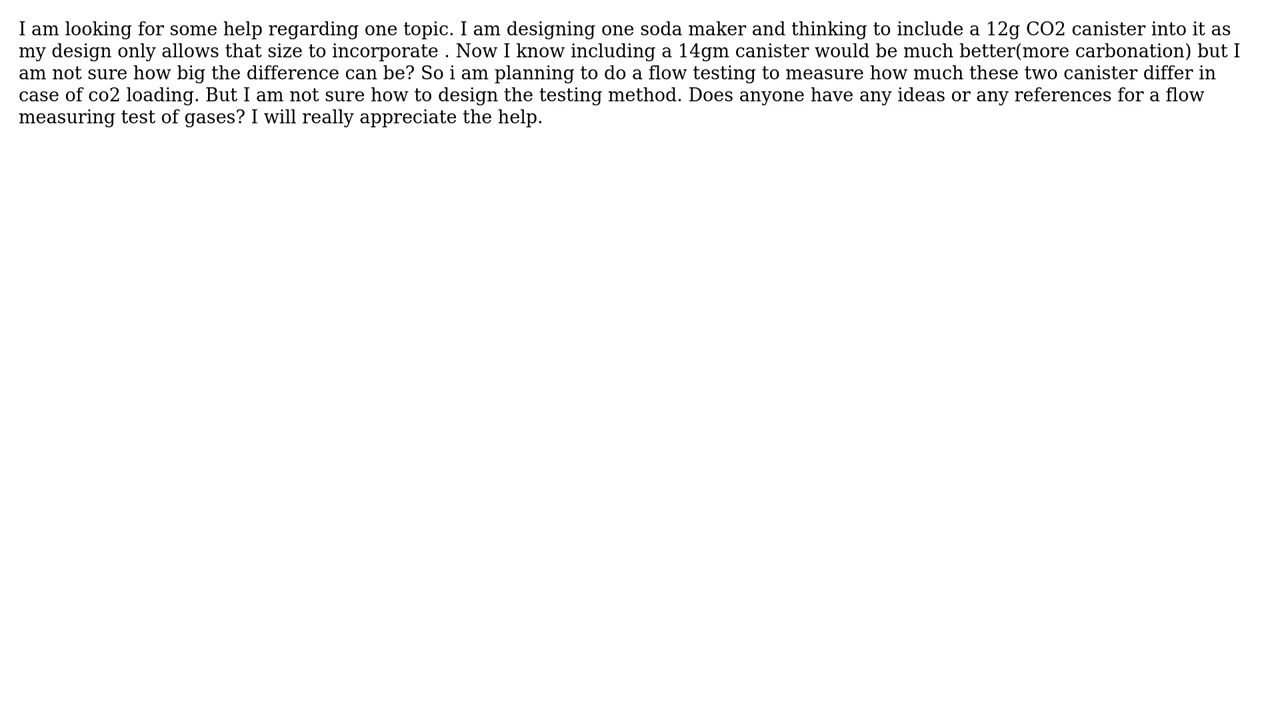 I am looking for some help regarding one topic. I am designing one soda maker and thinking to include a 12g CO2 canister into it as
my design only allows that size to incorporate . Now I know including a 14gm canister would be much better(more carbonation) but I
am not sure how big the difference can be? So i am planning to do a flow testing to measure how much these two canister differ in
case of co2 loading. But I am not sure how to design the testing method. Does anyone have any ideas or any references for a flow
measuring test of gases? I will really appreciate the help.